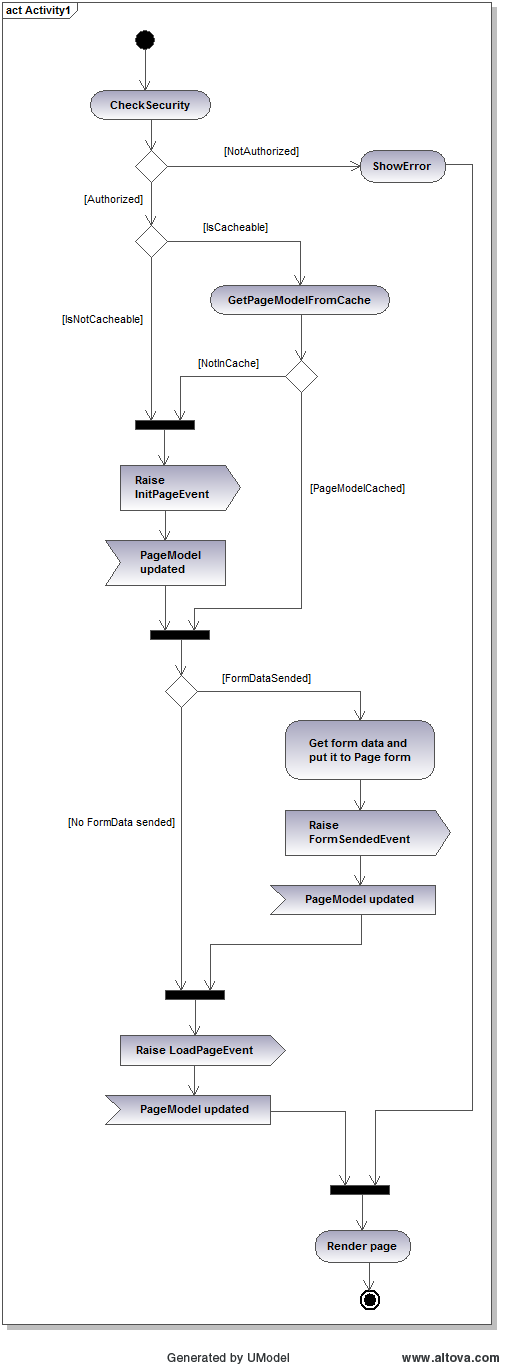 act Activity1
CheckSecurity
[NotAuthorized]
ShowError
[Authorized]
[IsCacheable]
GetPageModelFromCache
[IsNotCacheable]
[NotInCache]
Raise
InitPageEvent
[PageModelCached]
PageModel
updated
[FormDataSended]
Get form data and
put it to Page form
[No FormData sended]
Raise
FormSendedEvent
PageModel updated
Raise LoadPageEvent
PageModel updated
Render page
Generated by UModel
www.altova.com